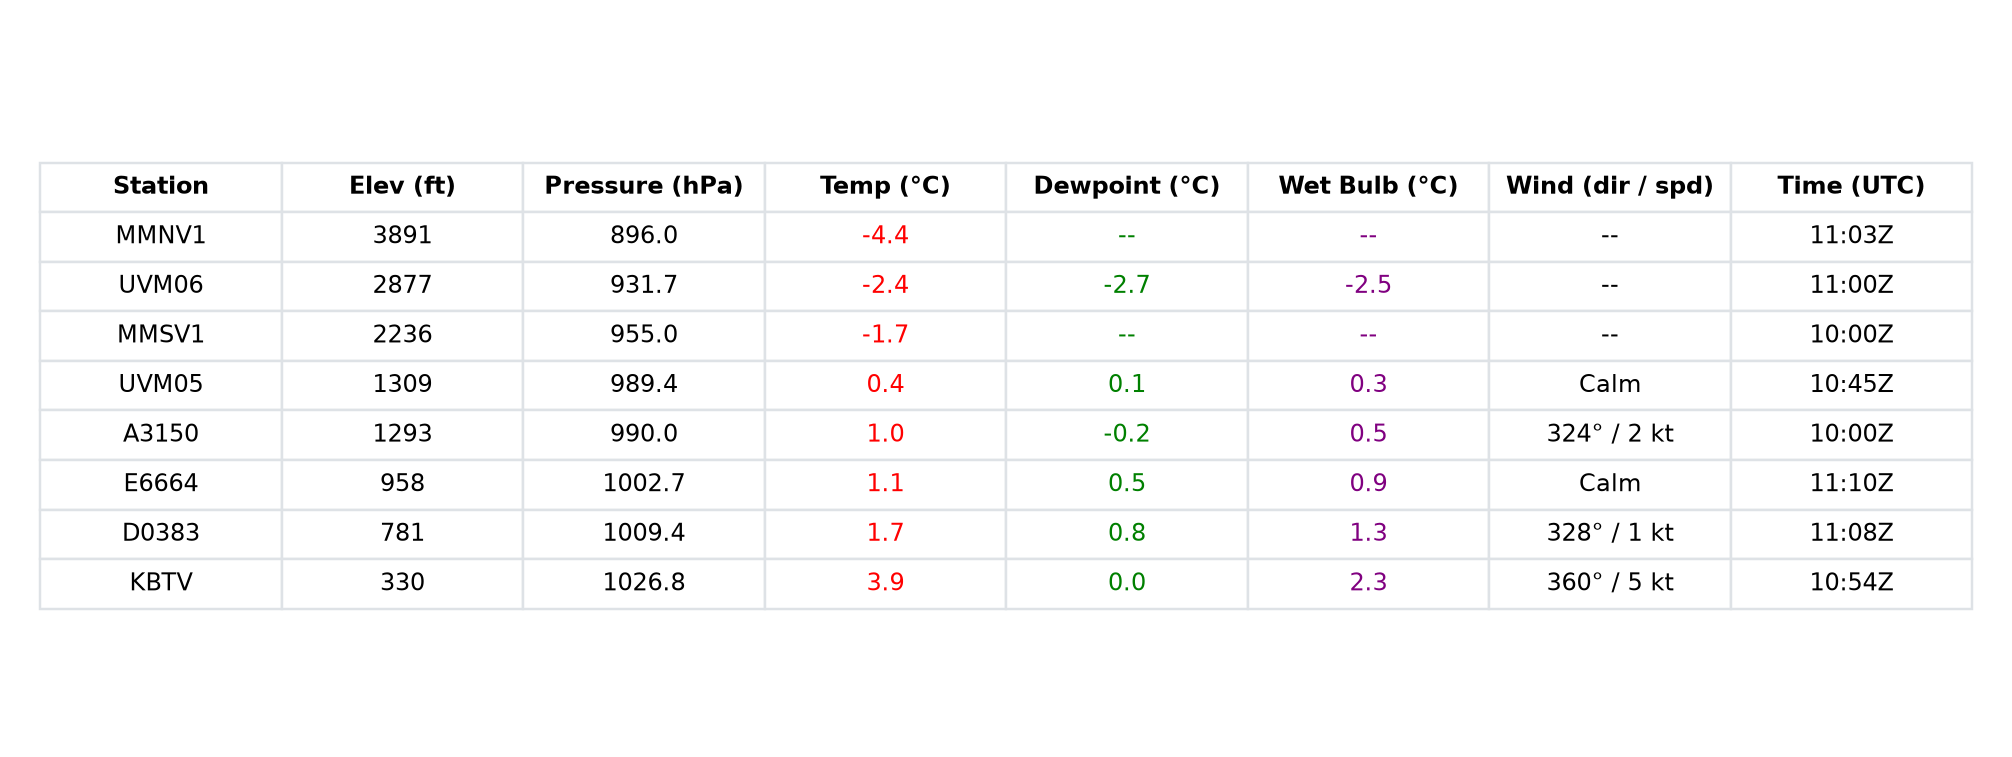 Station Elev (ft) Pressure (hPa) Temp (°C) Dewpoint (°C) Wet Bulb (°C) Wind (dir / spd) Time (UTC)
MMNV1 3891 896.0 -4.4 -- -- -- 11:03Z
UVM06 2877 931.7 -2.4 -2.7 -2.5 -- 11:00Z
MMSV1 2236 955.0 -1.7 -- -- -- 10:00Z
UVM05 1309 989.4 0.4 0.1 0.3 Calm 10:45Z
A3150 1293 990.0 1.0 -0.2 0.5 324° / 2 kt 10:00Z
E6664 958 1002.7 1.1 0.5 0.9 Calm 11:10Z
D0383 781 1009.4 1.7 0.8 1.3 328° / 1 kt 11:08Z
KBTV 330 1026.8 3.9 0.0 2.3 360° / 5 kt 10:54Z